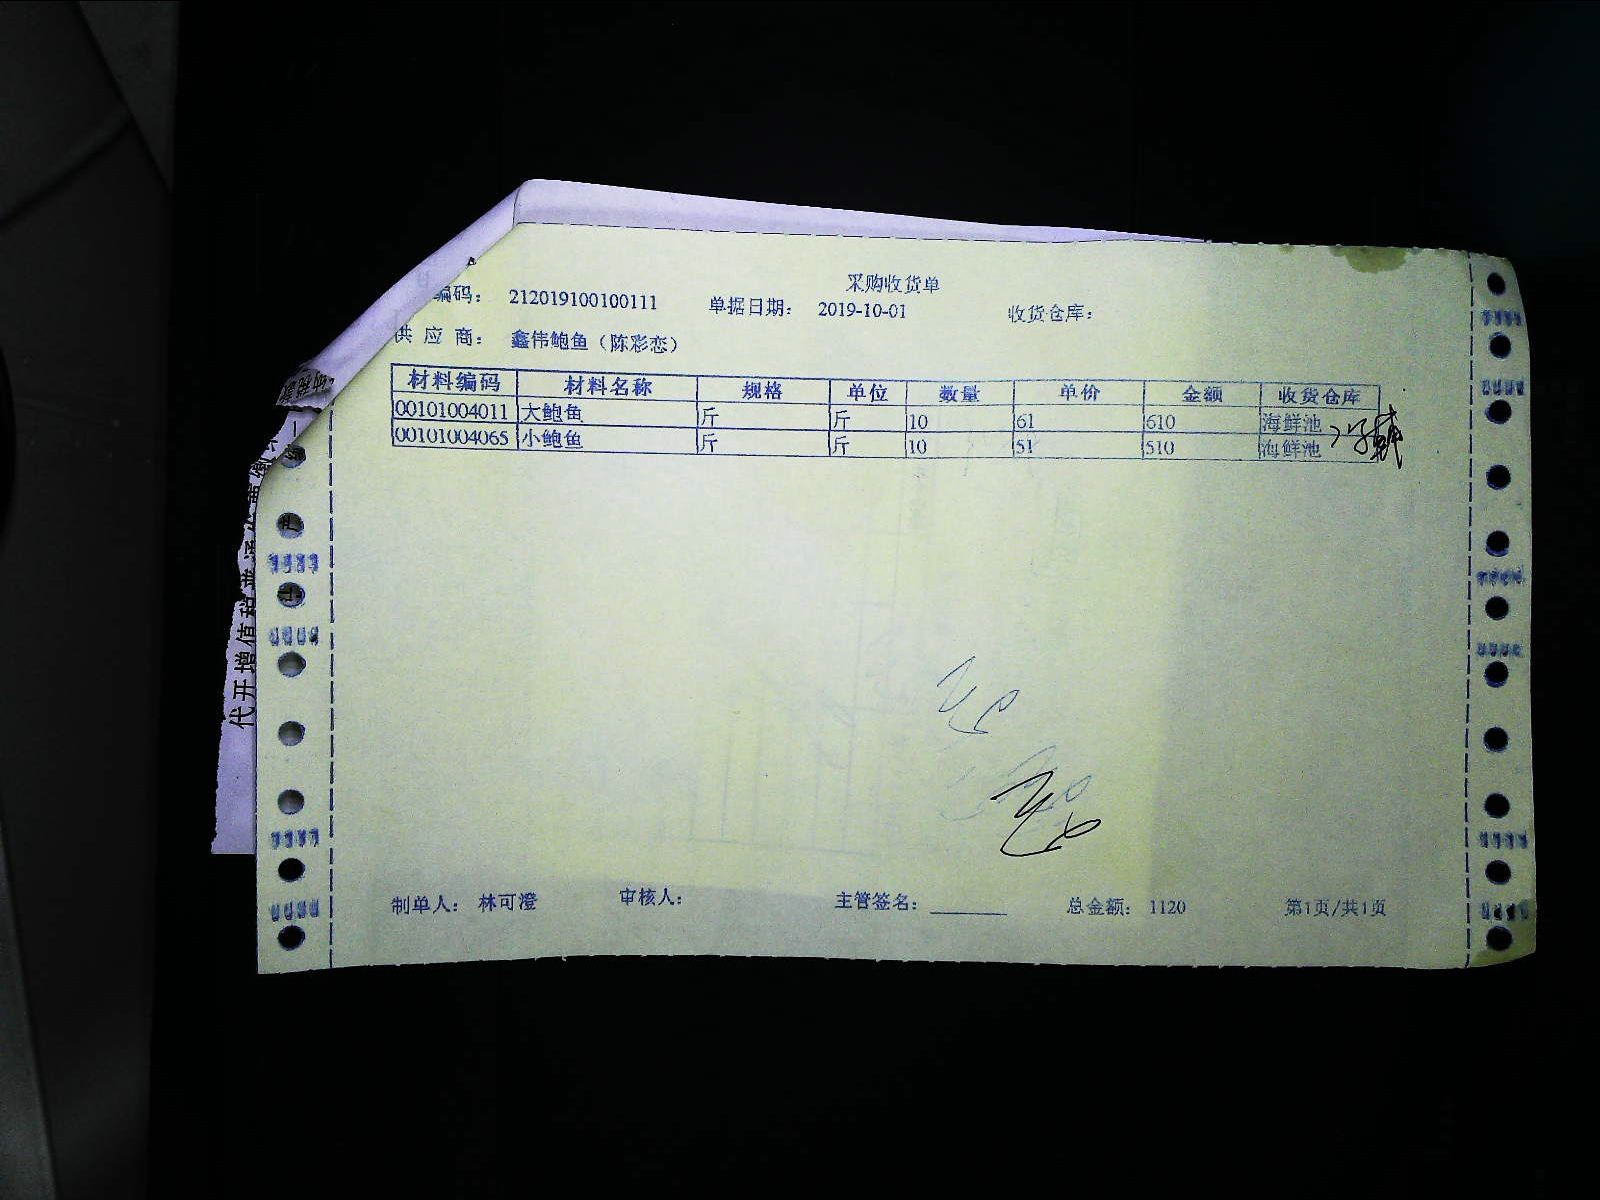 采购收货单
编码: 212019100100111 单据日期: 2019-10-01 收货仓库:
供应商: 鑫伟鲍鱼(陈彩恋)
材料编码 材料名称 规格 单位 数量 单价 金额 收货仓库
00101004011 大鲍鱼 斤 斤 10 61 610 海鲜池
00101004065 小鲍鱼 斤 斤 10 51 510 海鲜池
制单人: 林可澄 审核人: 主管签名: 总金额: 1120 第1页/共1页
代开增值税普通